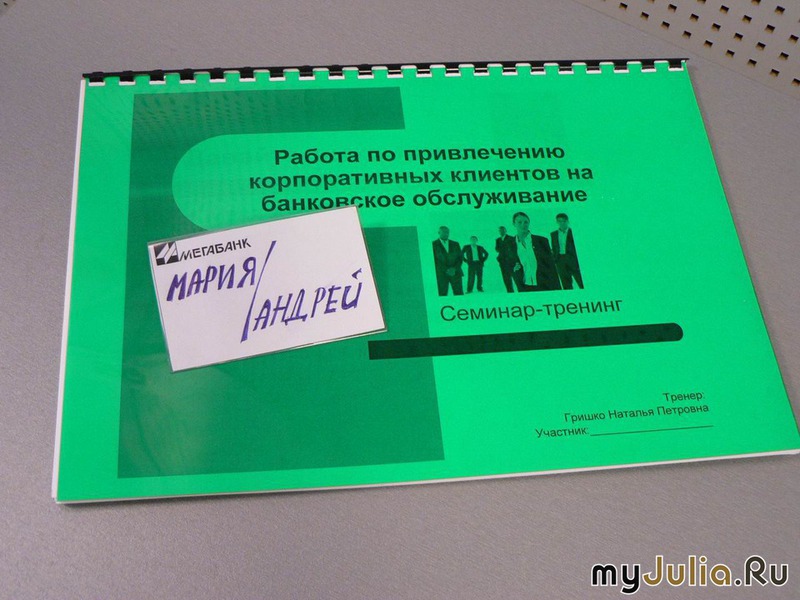 Работа по привлечению
корпоративных клиентов на
банковское обслуживание
МЕГАБАНК
МАРИЯ/
АНДРЕЙ
Семинар-тренинг
Тренер:
Гришко Наталья Петровна
Участник:
myJulia.Ru